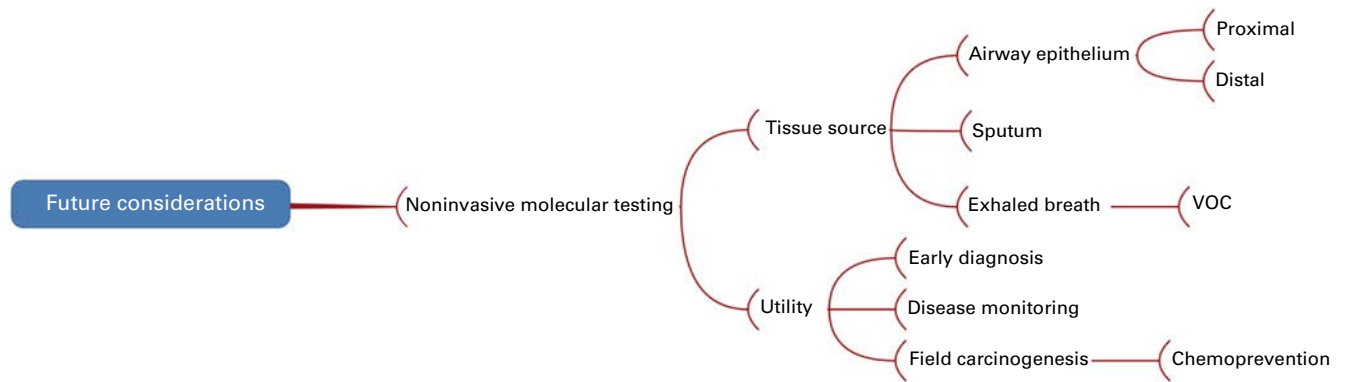 Future considerations
Noninvasive molecular testing
Tissue source
Airway epithelium
Proximal
Distal
Sputum
Exhaled breath
VOC
Utility
Early diagnosis
Disease monitoring
Field carcinogenesis
Chemoprevention